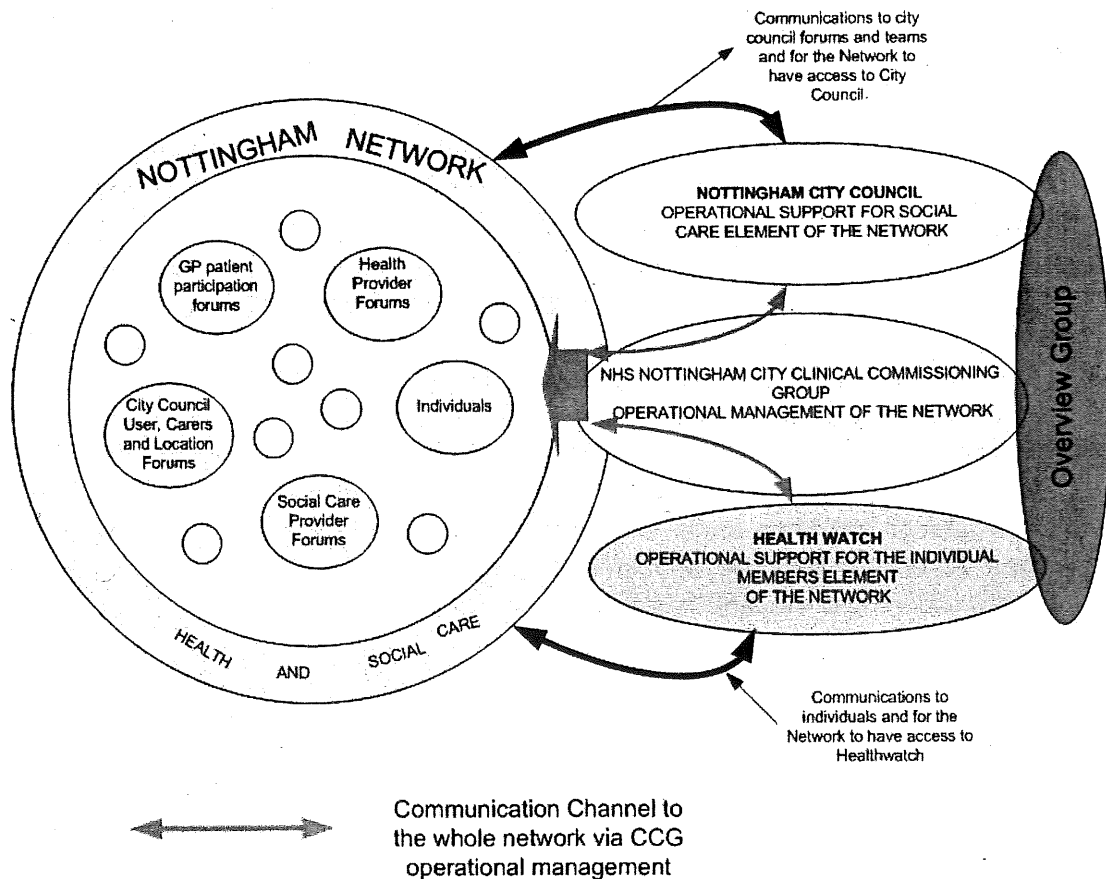 Communications to city
council forums and teams
and for the Network to
have access to City
Council.
NOTTINGHAM NETWORK
GP patient
participation
forums
Health
Provider
Forums
Individuals
City Council
User, Carers
and Location
Forums
Social Care
Provider
Forums
HEALTH AND SOCIAL CARE
NOTTINGHAM CITY COUNCIL
OPERATIONAL SUPPORT FOR SOCIAL
CARE ELEMENT OF THE NETWORK
NHS NOTTINGHAM CITY CLINICAL COMMISSIONING
GROUP
OPERATIONAL MANAGEMENT OF THE NETWORK
HEALTH WATCH
OPERATIONAL SUPPORT FOR THE INDIVIDUAL
MEMBERS ELEMENT
OF THE NETWORK
Overview Group
Communications to
individuals and for the
Network to have access to
Healthwatch
Communication Channel to
the whole network via CCG
operational management